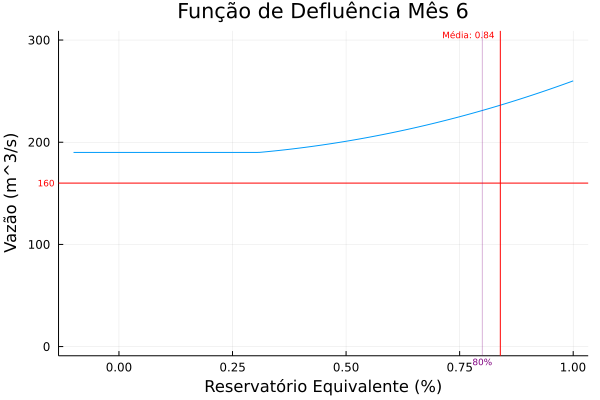 Função de Defluência Mês 6
Média: 0.84
300
200
160
100
0
Vazão (m^3/s)
0.00
0.25
0.50
0.75
80%
1.00
Reservatório Equivalente (%)